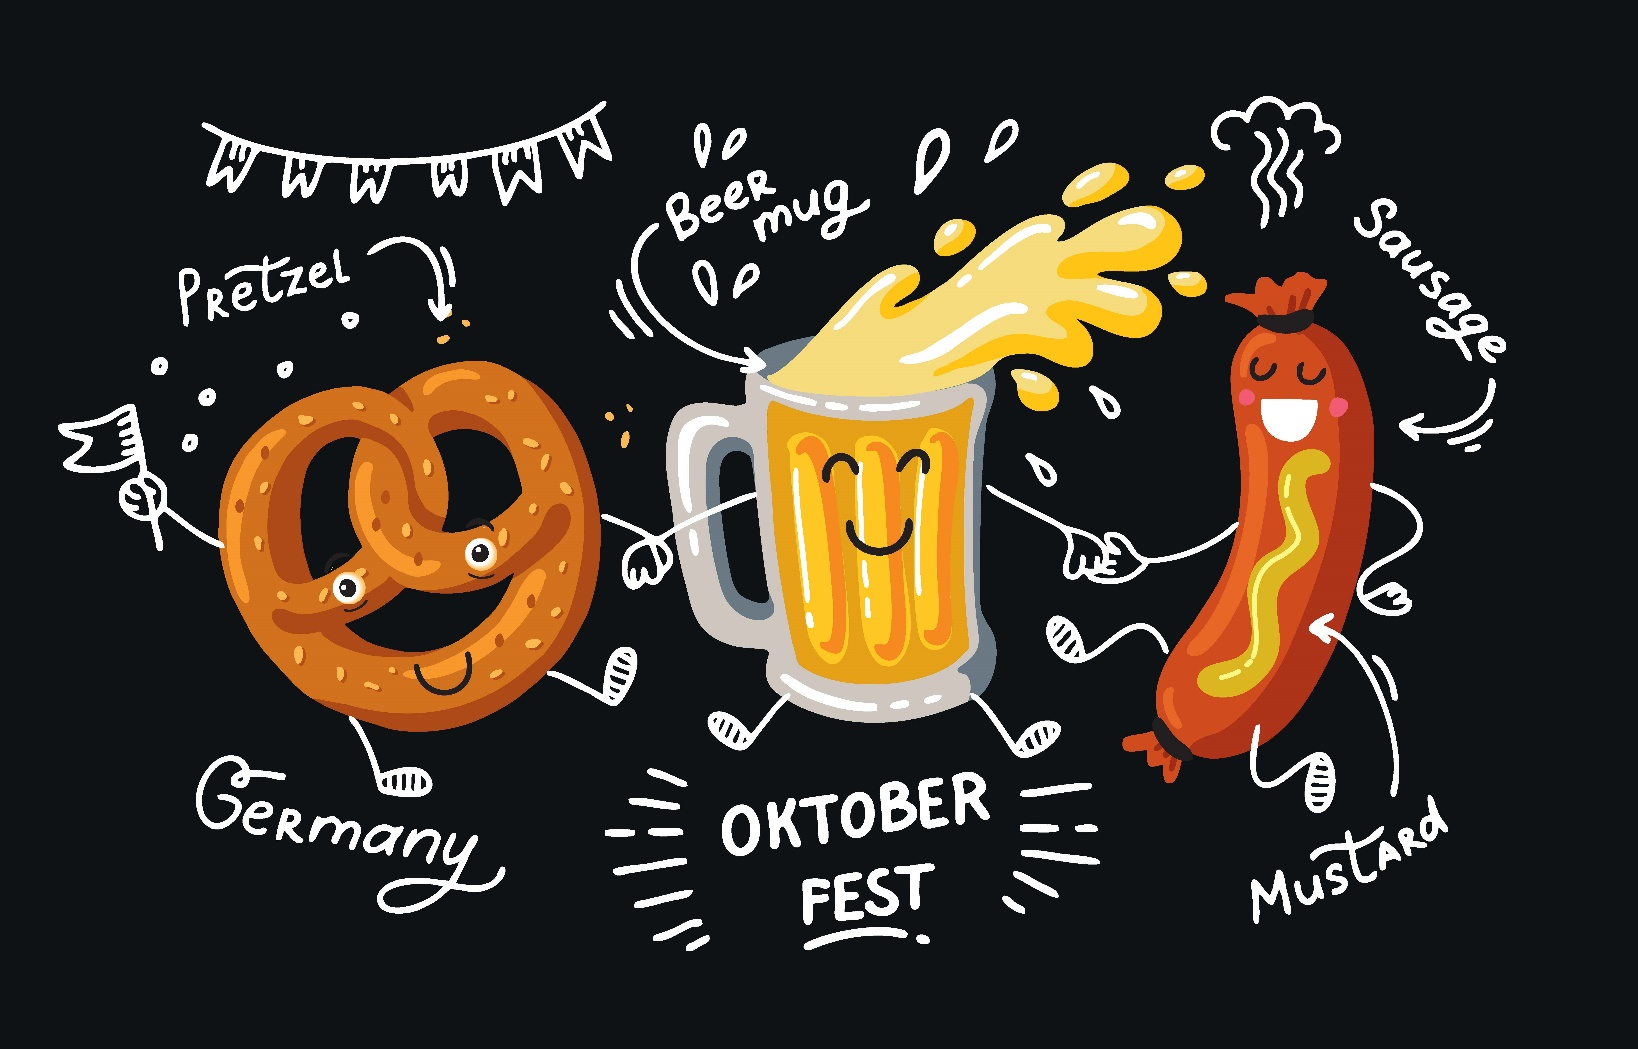 Beer
mug
Sausage
Pretzel
Germany
OKTOBER
FEST
Mustard